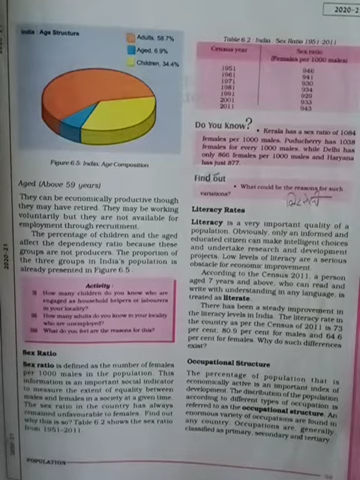 2020-2
India : Age Structure
Adults, 58.7%
Aged, 6.9%
Children, 34.4%
Figure 6.5: India: Age Composition
Aged (Above 59 years)
They can be economically productive though
they may have retired. They may be working
voluntarily but they are not available for
employment through recruitment.
The percentage of children and the aged
affect the dependency ratio because these
groups are not producers. The proportion of
the three groups in India's population is
already presented in Figure 6.5
Activity
i) How many children do you know who are
engaged as household helpers or labourers
in your locality?
ii) How many adults do you know in your locality
who are unemployed?
iii) What do you feel are the reasons for this?
Sex Ratio
Sex ratio is defined as the number of females
per 1000 males in the population. This
information is an important social indicator
to measure the extent of equality between
males and females in a society at a given time.
The sex ratio in the country has always
remained unfavourable to females. Find out
why this is so? Table 6.2 shows the sex ratio
from 1951-2011.
POPULATION
Table 6.2 : India : Sex Ratio 1951-2011
Census year
Sex ratio
(Females per 1000 males)
1951 946
1961 941
1971 930
1981 934
1991 929
2001 933
2011 943
Do You Know?
• Kerala has a sex ratio of 1084
females per 1000 males, Puducherry has 1038
females for every 1000 males, while Delhi has
only 866 females per 1000 males and Haryana
has just 877.
Find out
• What could be the reasons for such
variations?
Literacy Rates
Literacy is a very important quality of a
population. Obviously, only an informed and
educated citizen can make intelligent choices
and undertake research and development
projects. Low levels of literacy are a serious
obstacle for economic improvement.
According to the Census 2011, a person
aged 7 years and above, who can read and
write with understanding in any language, is
treated as literate.
There has been a steady improvement in
the literacy levels in India. The literacy rate in
the country as per the Census of 2011 is 73
per cent, 80.9 per cent for males and 64.6
per cent for females. Why do such differences
exist?
Occupational Structure
The percentage of population that is
economically active is an important index of
development. The distribution of the population
according to different types of occupation is
referred to as the occupational structure. An
enormous variety of occupations are found in
any country. Occupations are, generally,
classified as primary, secondary and tertiary.
2020-21